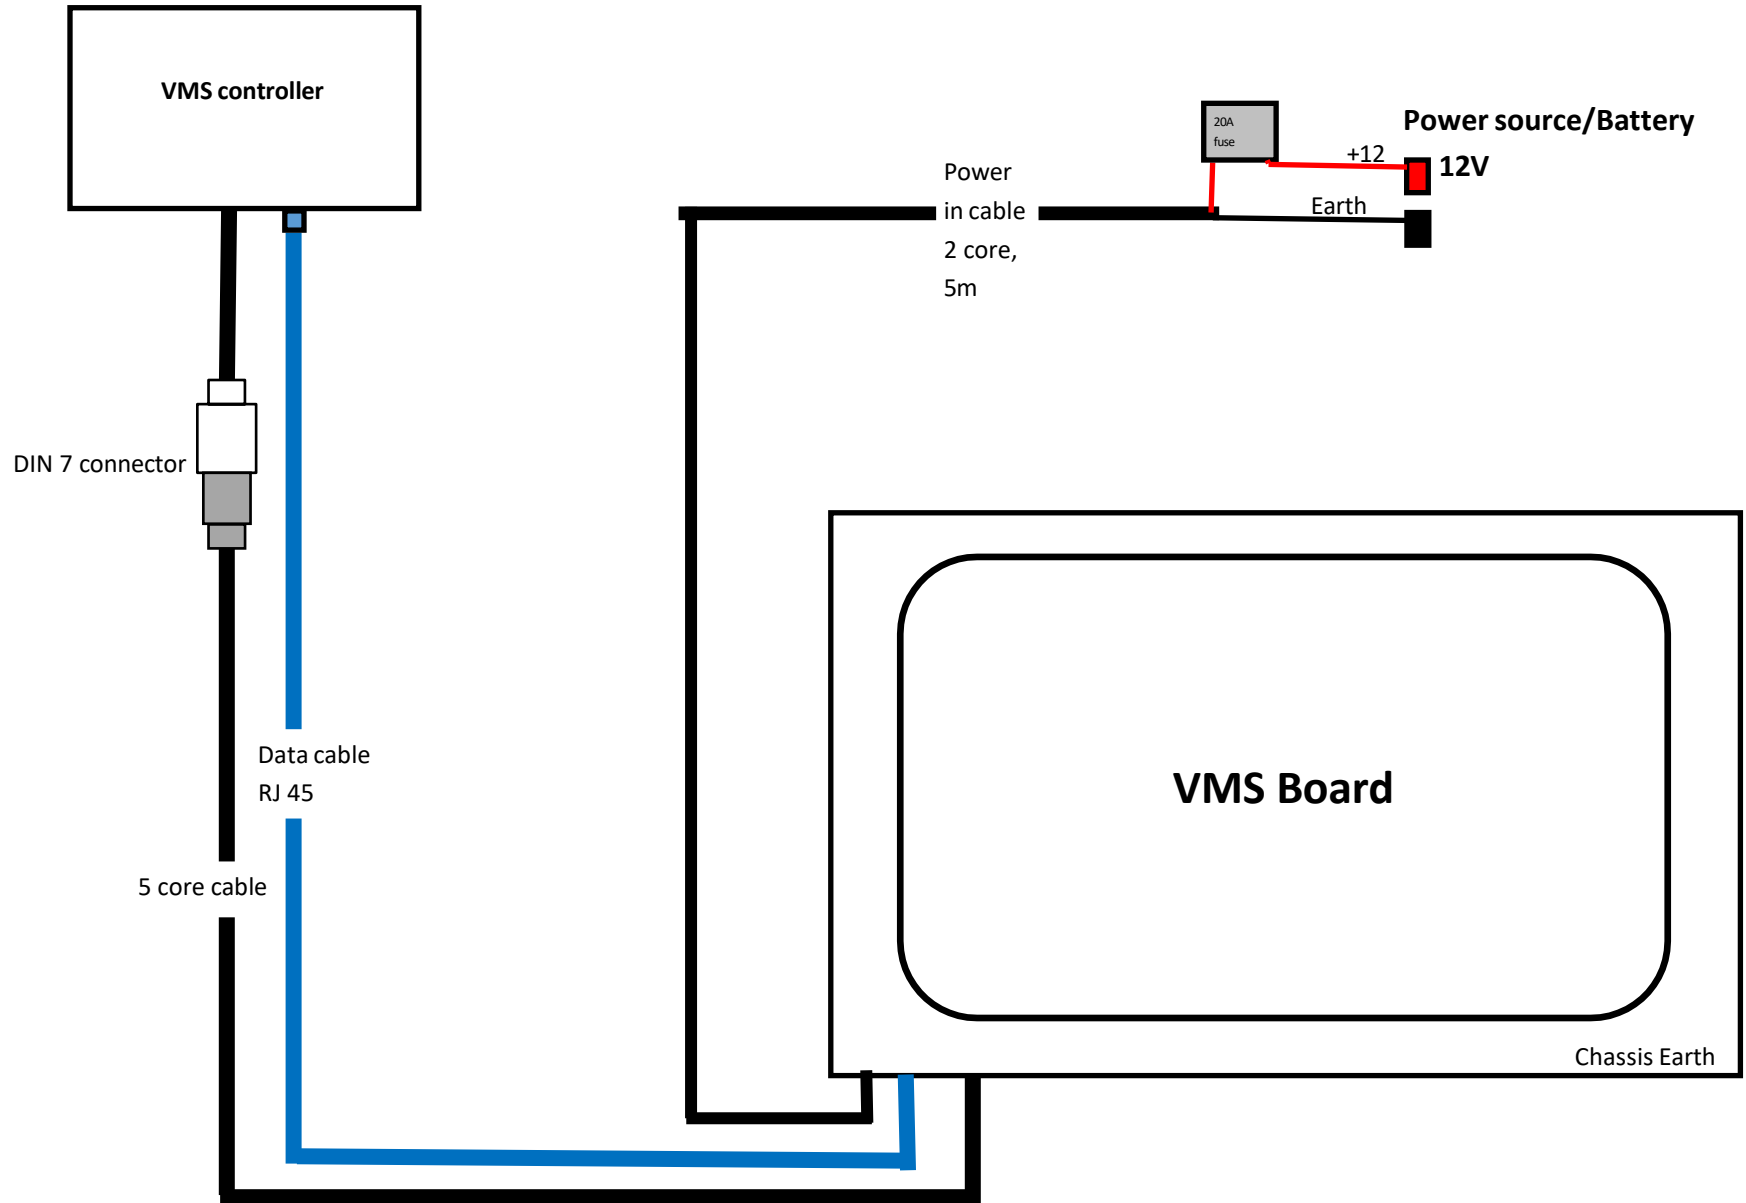 VMS controller
20A
fuse
Power source/Battery
12V
+12
Earth
Power
in cable
2 core,
5m
DIN 7 connector
Data cable
RJ 45
5 core cable
VMS Board
Chassis Earth